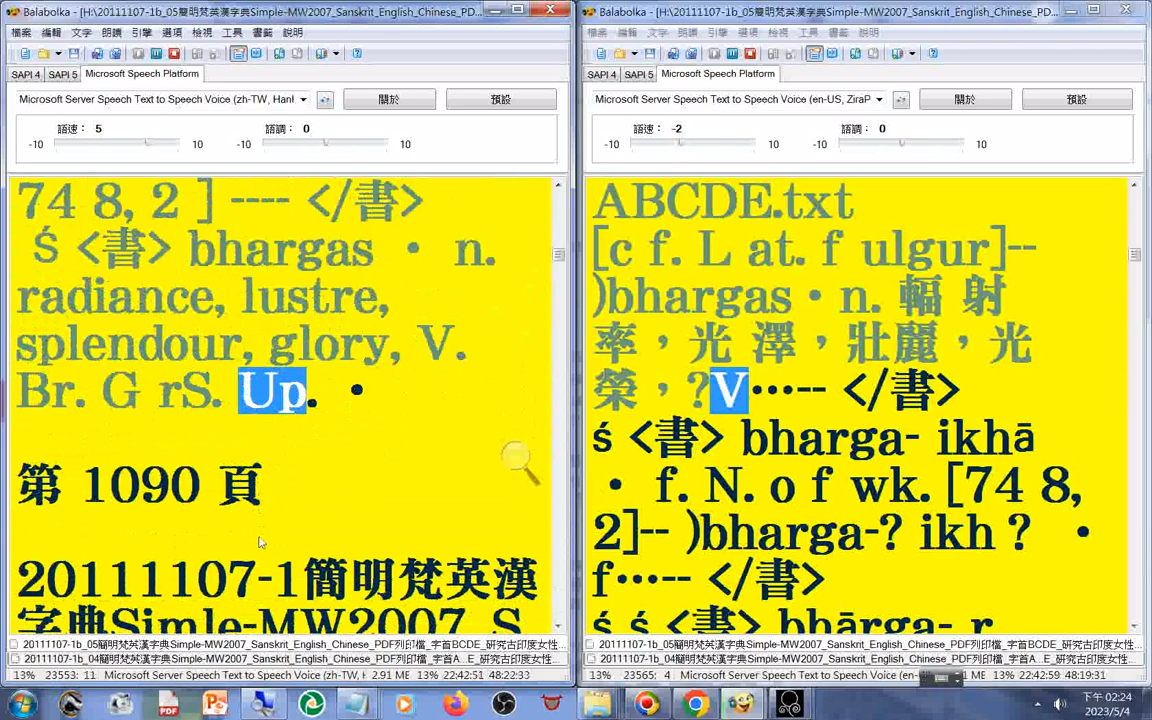 Balabolka - [H:\20111107-1b_05簡明梵英漢字典Simple-MW2007_Sanskrit_English_Chinese_PD...
檔案 編輯 文字 朗讀 引擎 選項 檢視 工具 書籤 說明
SAPI 4 SAPI 5 Microsoft Speech Platform
Microsoft Server Speech Text to Speech Voice (zh-TW, HanH 關於 預設
語速： 5 語調： 0
-10 10 -10 10
74 8, 2 ] ---- </書>
Ś <書> bhargas • n.
radiance, lustre,
splendour, glory, V.
Br. G rS. Up. •
第 1090 頁
20111107-1簡明梵英漢
字典Simle-MW2007_S
20111107-1b_05簡明梵英漢字典Simple-MW2007_Sanskrit_English_Chinese_PDF列印檔_字首BCDE_研究古印度女性...
20111107-1b_04簡明梵英漢字典Simple-MW2007_Sanskrit_English_Chinese_PDF列印檔_字首A...E_研究古印度女性...
13% 23553: 11 Microsoft Server Speech Text to Speech Voice (zh-TW, 2.91 MB 13% 22:42:51 48:22:33
Balabolka - [H:\20111107-1b_05簡明梵英漢字典Simple-MW2007_Sanskrit_English_Chinese_PD...
檔案 編輯 文字 朗讀 引擎 選項 檢視 工具 書籤 說明
SAPI 4 SAPI 5 Microsoft Speech Platform
Microsoft Server Speech Text to Speech Voice (en-US, ZiraP 關於 預設
語速： -2 語調： 0
-10 10 -10 10
ABCDE.txt
[c f. L at. f ulgur]--
)bhargas • n. 輻 射
率，光 澤，壯麗，光
榮，?V…-- </書>
ś <書> bharga- ikhā
• f. N. o f wk. [74 8,
2]-- )bharga-? ikh ? •
f…-- </書>
ś ś <書> bhārga- r
20111107-1b_05簡明梵英漢字典Simple-MW2007_Sanskrit_English_Chinese_PDF列印檔_字首BCDE_研究古印度女性...
20111107-1b_04簡明梵英漢字典Simple-MW2007_Sanskrit_English_Chinese_PDF列印檔_字首A...E_研究古印度女性...
13% 23565: 4 Microsoft Server Speech Text to Speech Voice 13% 22:42:59 48:19:31
下午 02:24
2023/5/4